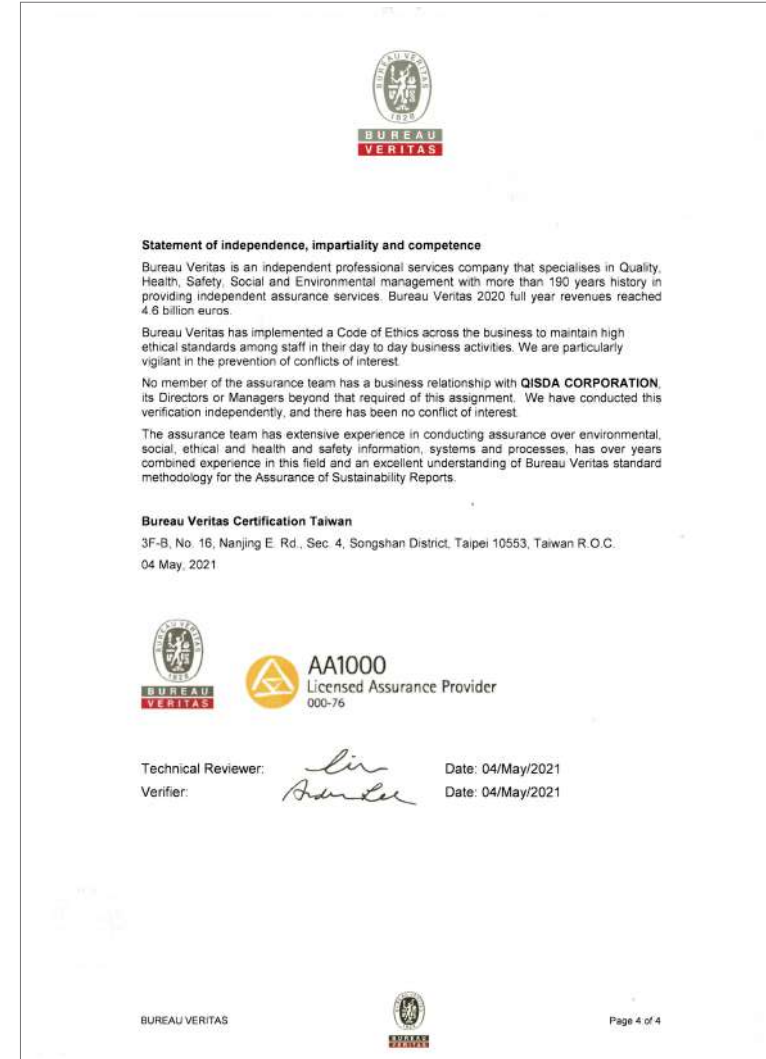 BUREAU VERITAS
1828
BUREAU
VERITAS
Statement of independence, impartiality and competence
Bureau Veritas is an independent professional services company that specialises in Quality,
Health, Safety, Social and Environmental management with more than 190 years history in
providing independent assurance services. Bureau Veritas 2020 full year revenues reached
4.6 billion euros.
Bureau Veritas has implemented a Code of Ethics across the business to maintain high
ethical standards among staff in their day to day business activities. We are particularly
vigilant in the prevention of conflicts of interest.
No member of the assurance team has a business relationship with QISDA CORPORATION,
its Directors or Managers beyond that required of this assignment. We have conducted this
verification independently, and there has been no conflict of interest.
The assurance team has extensive experience in conducting assurance over environmental,
social, ethical and health and safety information, systems and processes, has over years
combined experience in this field and an excellent understanding of Bureau Veritas standard
methodology for the Assurance of Sustainability Reports.
Bureau Veritas Certification Taiwan
3F-B, No. 16, Nanjing E. Rd., Sec. 4, Songshan District, Taipei 10553, Taiwan R.O.C.
04 May, 2021
BUREAU VERITAS
1828
BUREAU
VERITAS
AA1000
Licensed Assurance Provider
000-76
Technical Reviewer: Date: 04/May/2021
Verifier: Date: 04/May/2021
BUREAU VERITAS
BUREAU
VERITAS
Page 4 of 4